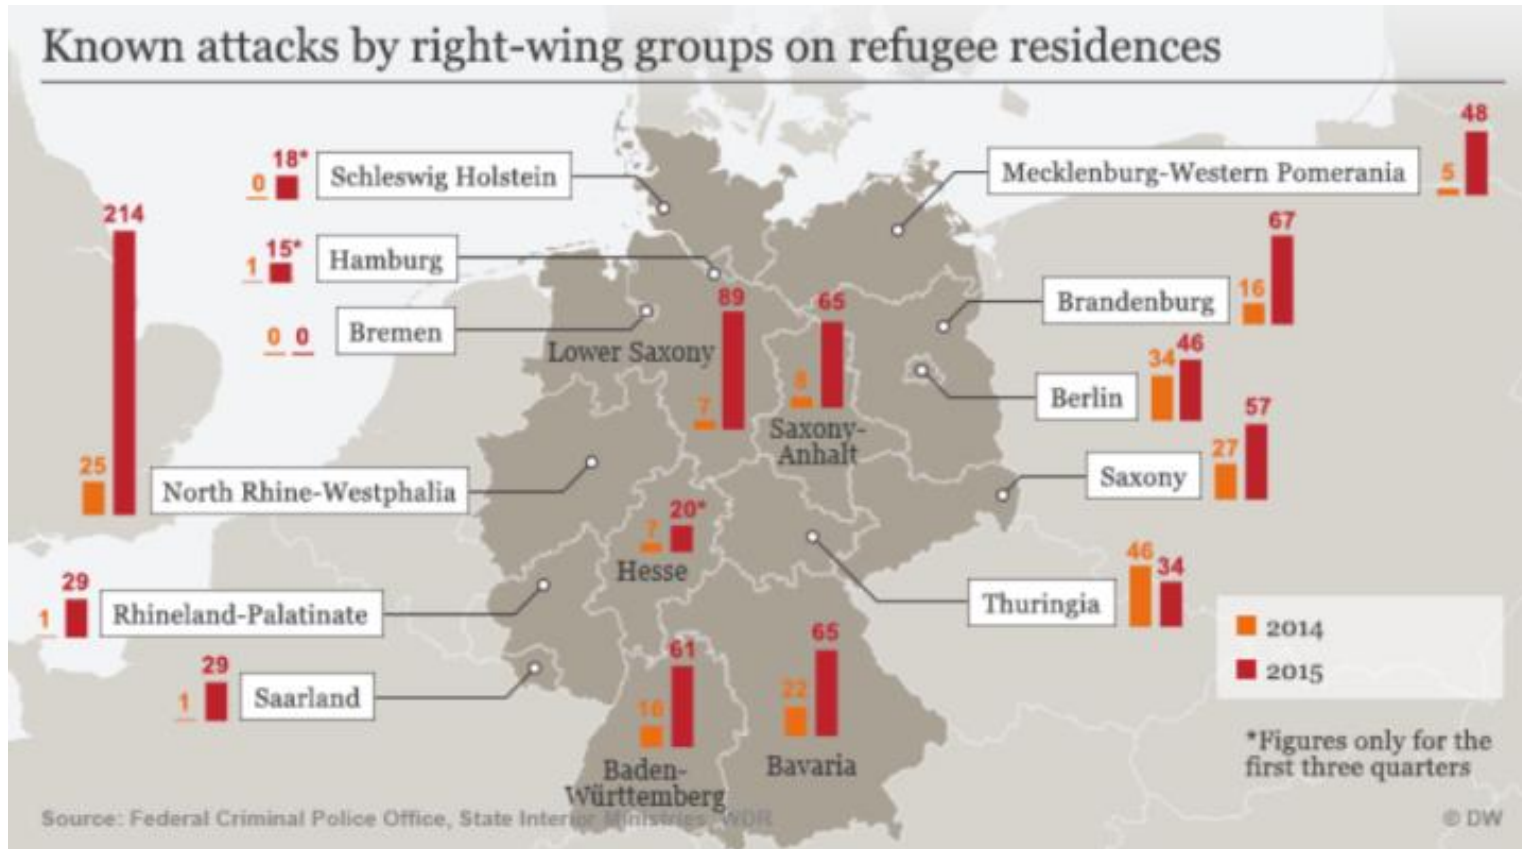 Known attacks by right-wing groups on refugee residences
48
18*
0
Schleswig Holstein
Mecklenburg-Western Pomerania
5
214
67
15*
1
Hamburg
89
65
Brandenburg
16
0 0
Bremen
Lower Saxony
34
46
7
8
Berlin
57
Saxony-
Anhalt
27
25
Saxony
North Rhine-Westphalia
20*
7
Hesse
46
34
29
1
Rhineland-Palatinate
Thuringia
2014
65
61
2015
29
1
Saarland
22
16
*Figures only for the
first three quarters
Baden-
Württemberg
Bavaria
Source: Federal Criminal Police Office, State Interior Ministries, WDR
© DW